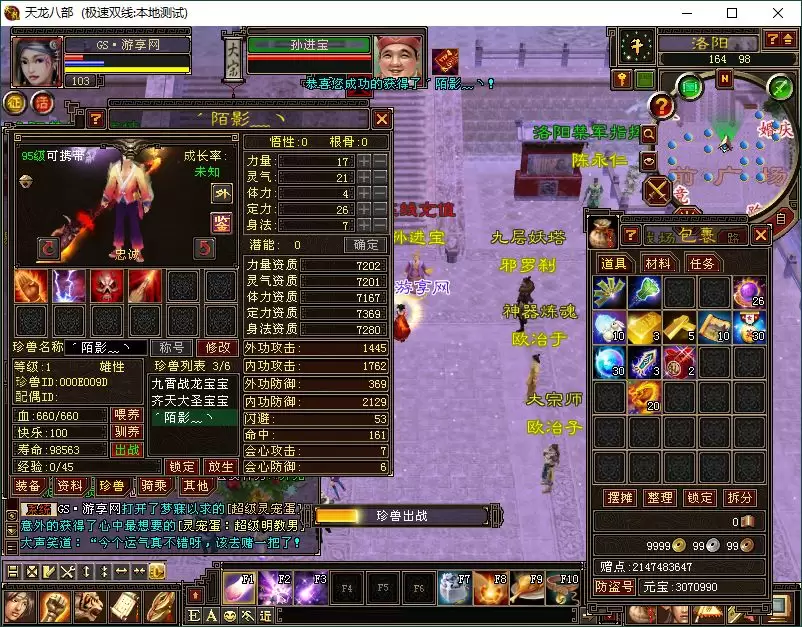 天龙八部 (极速双线:本地测试)
GS·游享网
103
大宗
孙进宝
恭喜您成功的获得了ˊ陌影﹏丶!
洛阳
164 98
征
活
ˊ陌影﹏丶
95级可携带
成长率:
未知
外
鉴
忠诚
悟性:0 根骨:0
力量: 17
灵气: 21
体力: 4
定力: 26
身法: 7
潜能: 0 确定
力量资质 7202
灵气资质 7201
体力资质 7167
定力资质 7369
身法资质 7280
外功攻击: 1445
内功攻击: 1762
外功防御: 369
内功防御: 2129
闪避: 53
命中: 161
会心攻击: 7
会心防御: 6
珍兽名称 ˊ陌影﹏丶 称号 修改
等级:1 雄性
珍兽ID:000E009D
配偶ID:
血:660/660 喂养
快乐:100 驯养
寿命:98563 出战
经验:0/45
珍兽列表 3/6
九霄战龙宝宝
齐天大圣宝宝
ˊ陌影﹏丶
锁定 放生
装备 资料 珍兽 骑乘 其他
洛阳禁军指挥
陈永仁
孙进宝
游享网
九层妖塔
邪罗刹
神器炼魂
欧冶子
大宗师
欧冶子
婚庆
前广场
包裹
道具 材料 任务
26
10 3 5 10 30
30 3 2
20
摆摊 整理 锁定 拆分
0
9999 99 99
赠点:2147483647
防盗号 元宝:3070990
GS·游享网打开了梦寐以求的[超级灵宠蛋]
意外的获得了心中最想要的[灵宠蛋:超级明教男]
大声笑道:“今个运气真不错呀,该去赌一把了!
珍兽出战
F1 F2 F3 F4 F5 F6 F7 F8 F9 F10